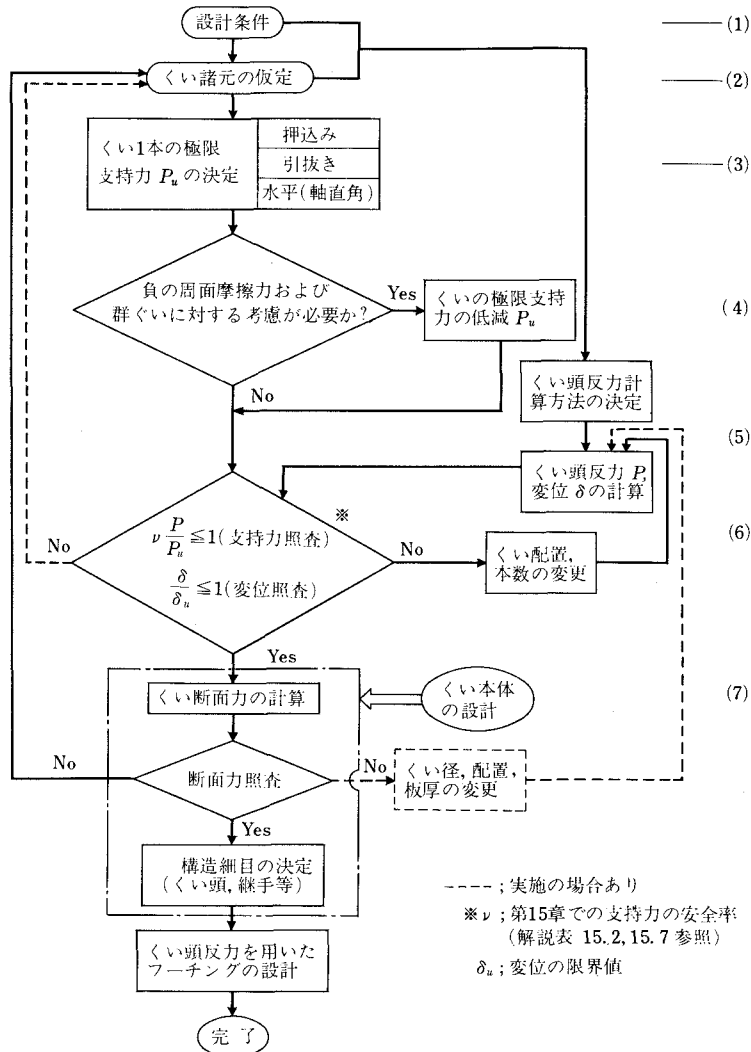 設計条件
(1)
くい諸元の仮定
(2)
くい1本の極限
支持力 Pu の決定
押込み
引抜き
水平(軸直角)
(3)
負の周面摩擦力および
群ぐいに対する考慮が必要か?
Yes
くいの極限支持
力の低減 Pu
(4)
No
くい頭反力計
算方法の決定
(5)
くい頭反力 P,
変位 δの計算
※
ν P/Pu ≦1(支持力照査)
δ/δu ≦1(変位照査)
No
No
くい配置,
本数の変更
(6)
Yes
くい断面力の計算
くい本体
の設計
(7)
断面力照査
No
No
くい径, 配置,
板厚の変更
Yes
構造細目の決定
(くい頭, 継手等)
くい頭反力を用いた
フーチングの設計
完了
----; 実施の場合あり
※ν; 第15章での支持力の安全率
(解説表 15.2, 15.7 参照)
δu; 変位の限界値